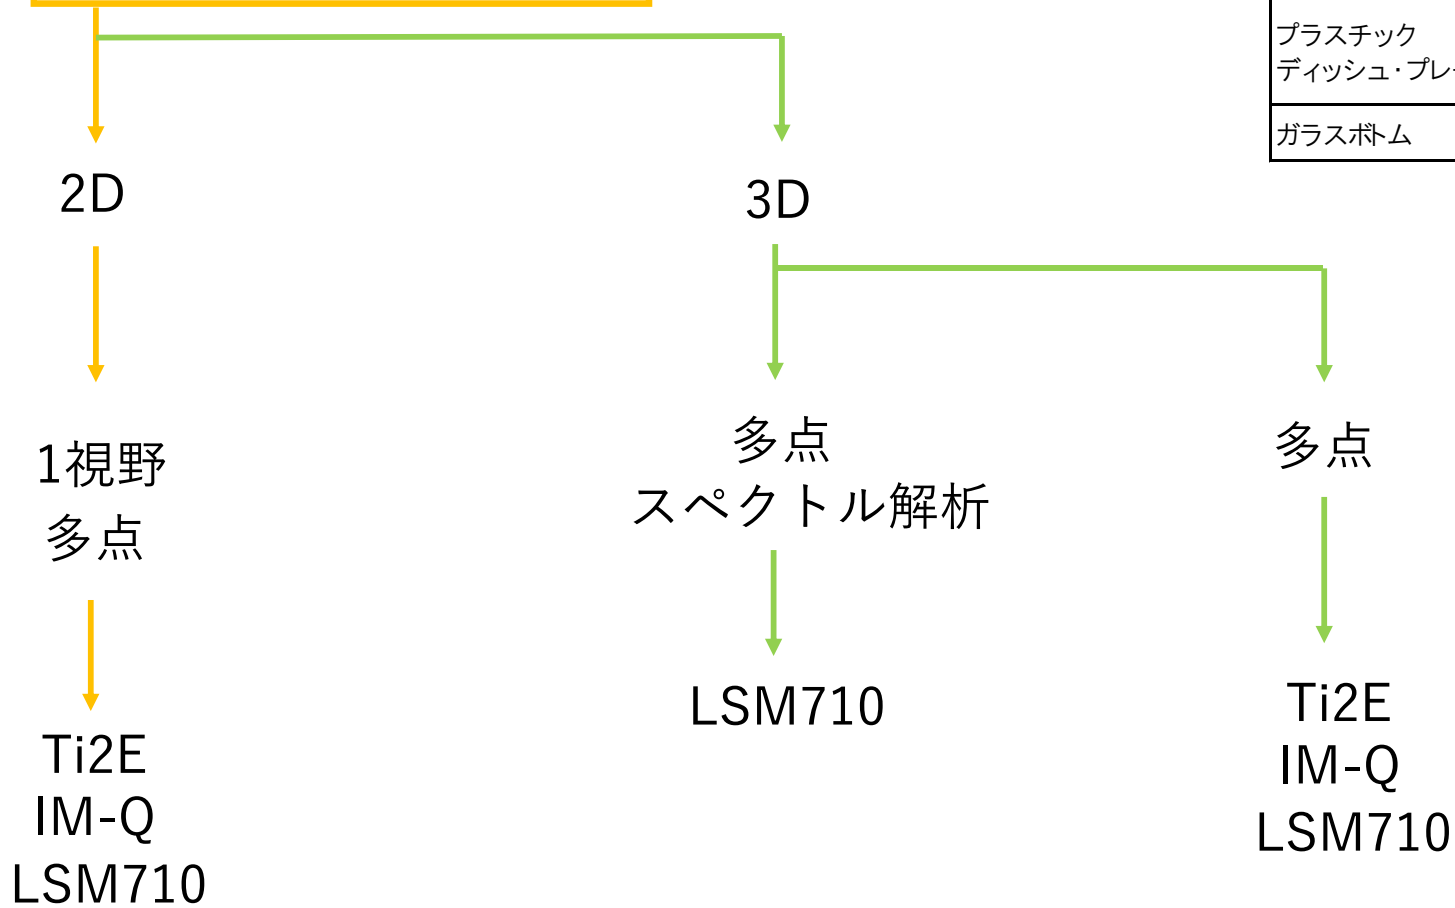 プラスチック
ディッシュ・プレ
ガラスボトム
2D
3D
1視野
多点
多点
スペクトル解析
多点
Ti2E
IM-Q
LSM710
LSM710
Ti2E
IM-Q
LSM710